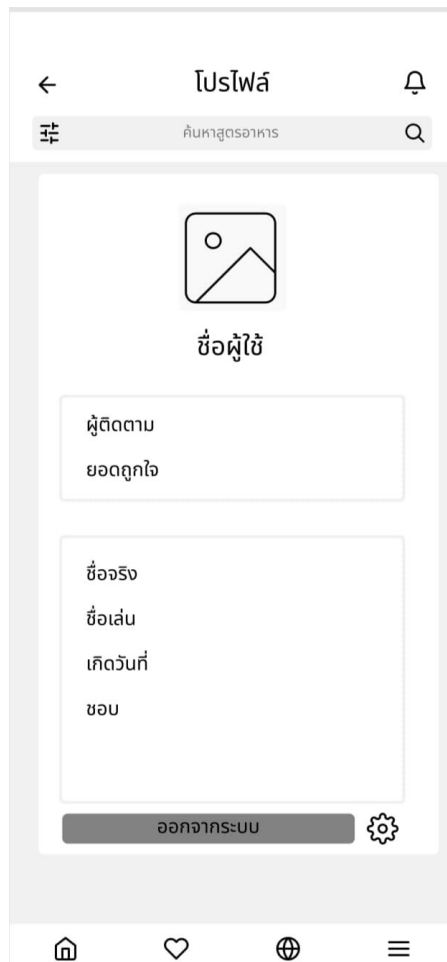 โปรไฟล์
ค้นหาสูตรอาหาร
ชื่อผู้ใช้
ผู้ติดตาม
ยอดถูกใจ
ชื่อจริง
ชื่อเล่น
เกิดวันที่
ชอบ
ออกจากระบบ